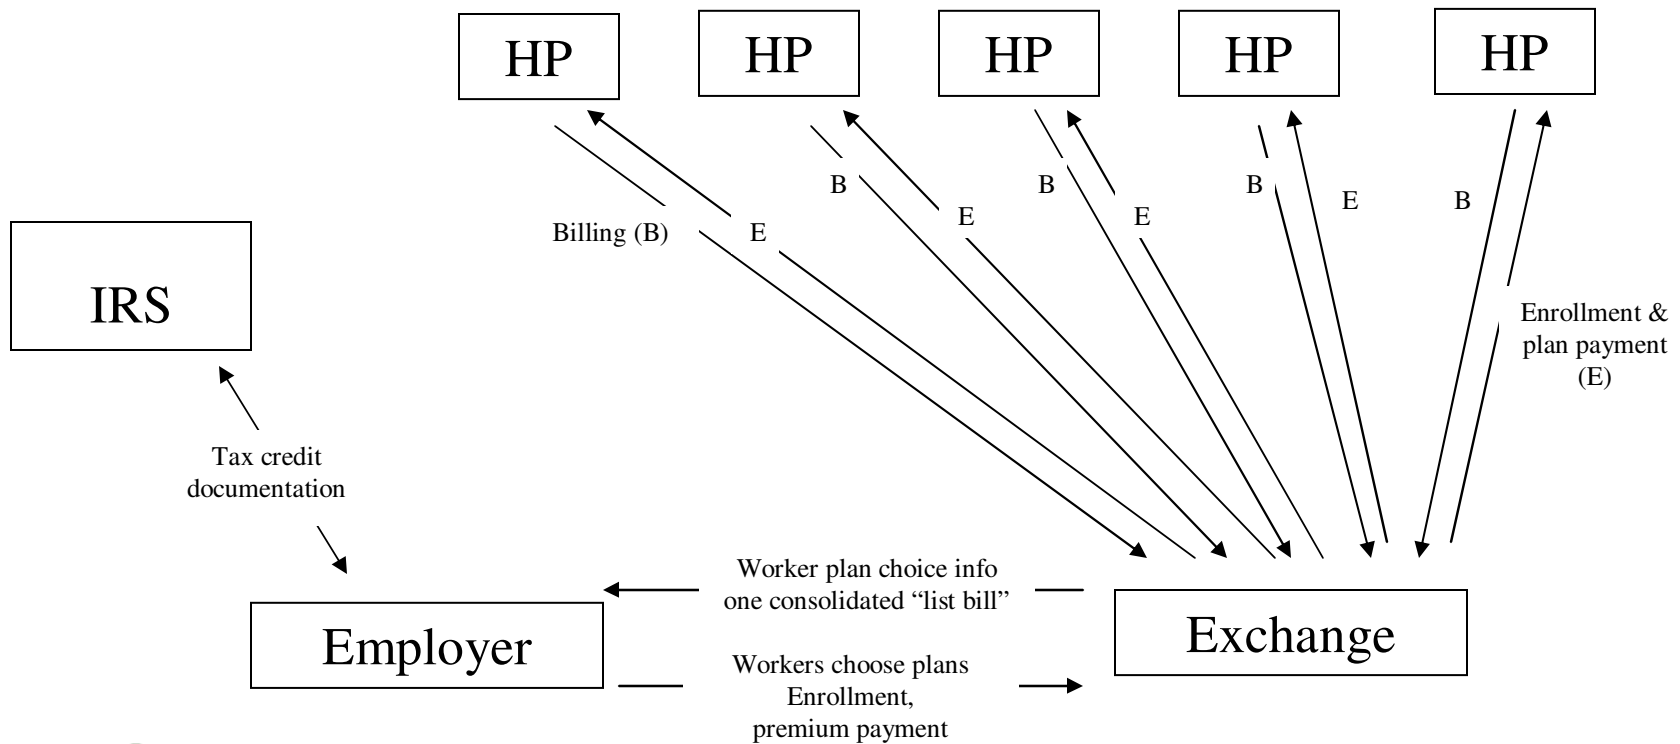 HP
HP
HP
HP
HP
B
B
B
E
B
E
E
Billing (B)
E
IRS
Enrollment &
plan payment
(E)
Tax credit
documentation
Worker plan choice info
one consolidated “list bill”
Employer
Exchange
Workers choose plans
Enrollment,
premium payment